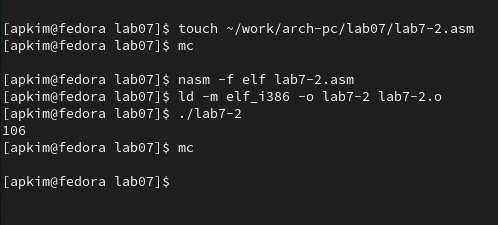 [apkim@fedora lab07]$ touch ~/work/arch-pc/lab07/lab7-2.asm
[apkim@fedora lab07]$ mc
[apkim@fedora lab07]$ nasm -f elf lab7-2.asm
[apkim@fedora lab07]$ ld -m elf_i386 -o lab7-2 lab7-2.o
[apkim@fedora lab07]$ ./lab7-2
106
[apkim@fedora lab07]$ mc
[apkim@fedora lab07]$